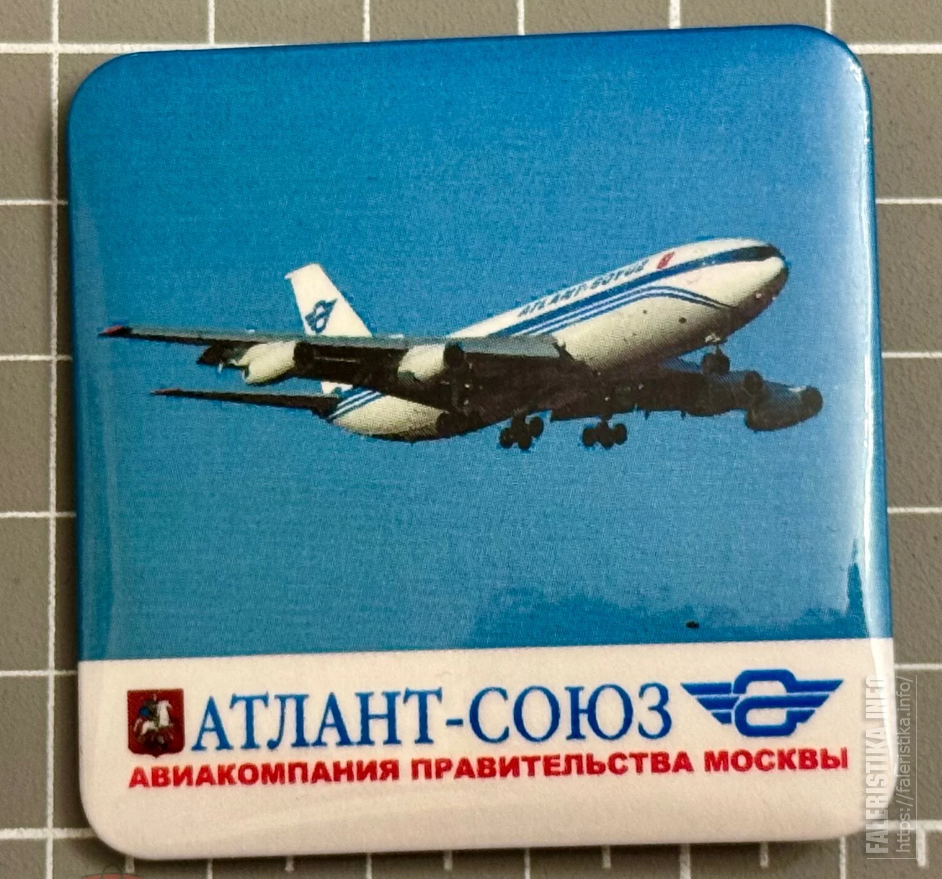 ATLANT-SOYUZ
АТЛАНТ-СОЮЗ
АВИАКОМПАНИЯ ПРАВИТЕЛЬСТВА МОСКВЫ
FALERISTIKA.INFO
https://faleristika.info/